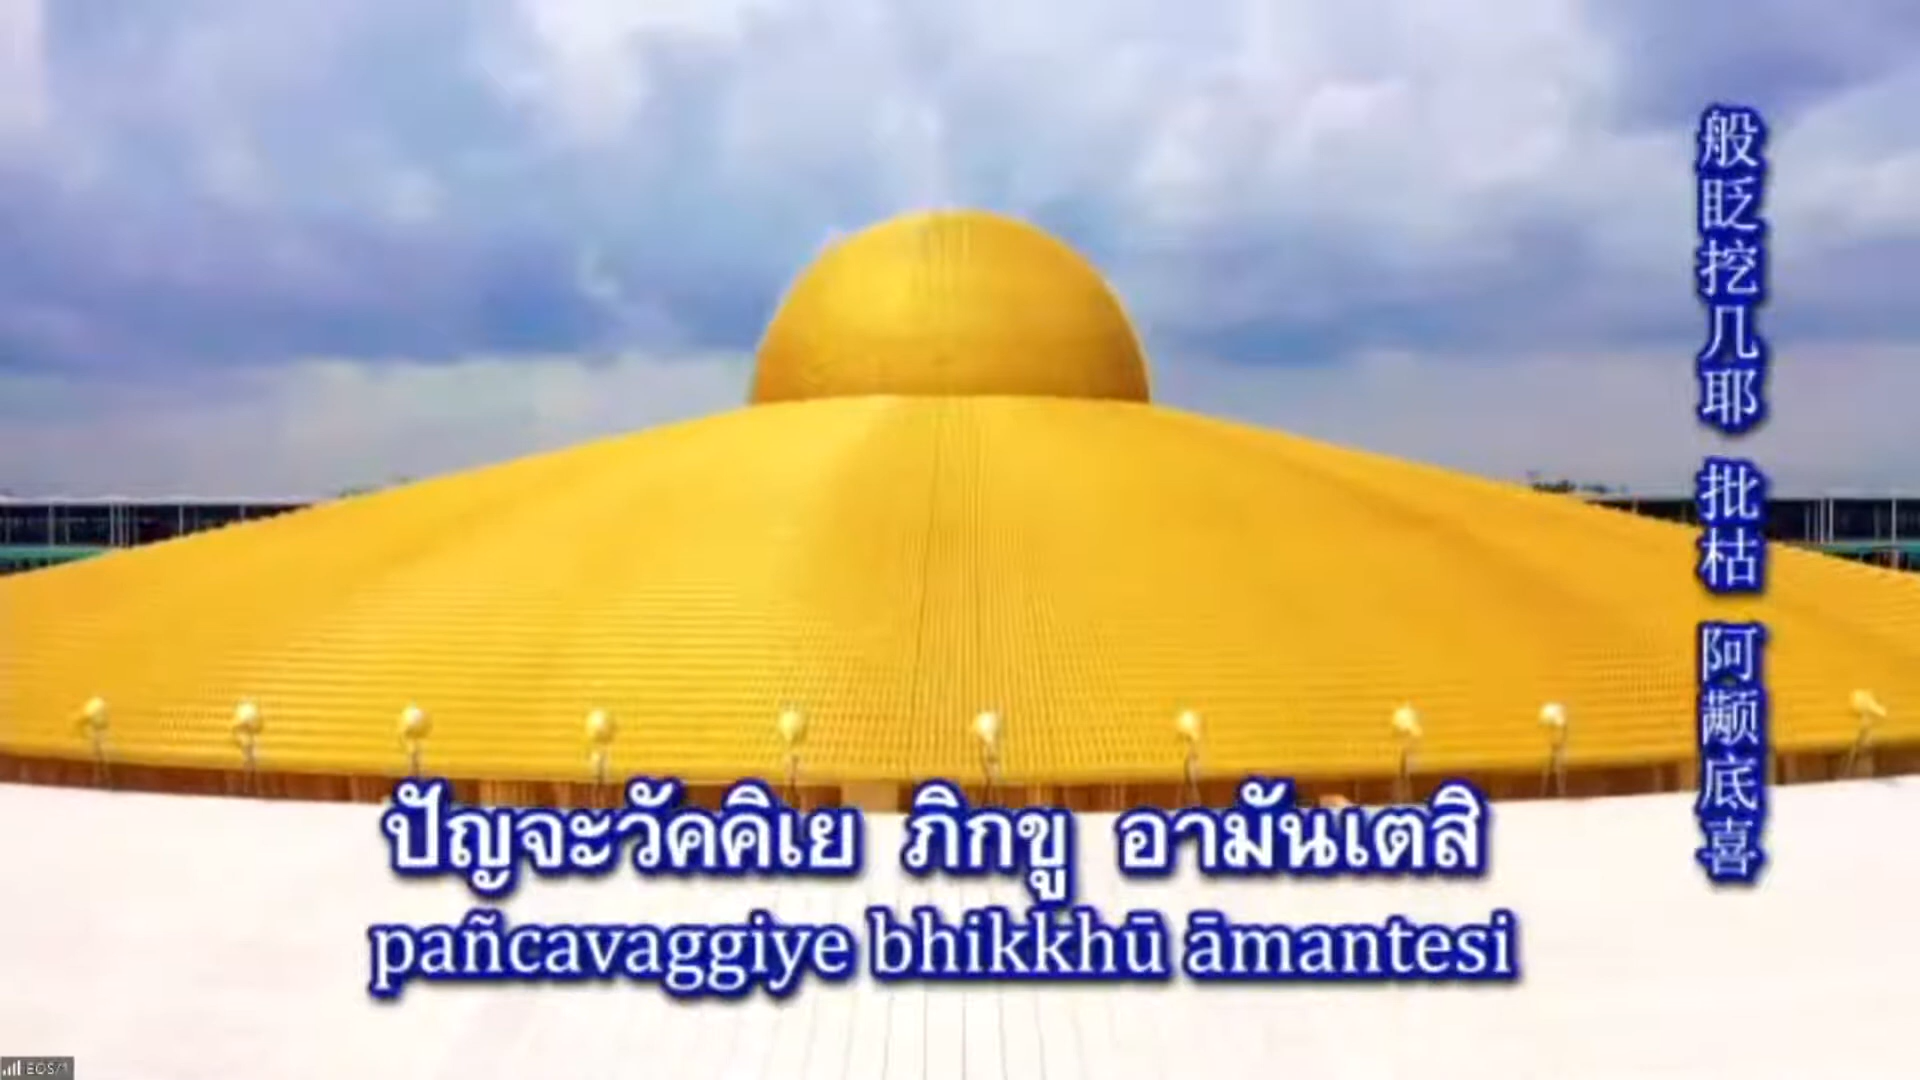 般眨挖几耶 批枯 阿颟底喜
ปัญจะวัคคิเย ภิกขู อามันเตสิ
pañcavaggiye bhikkhū āmantesi